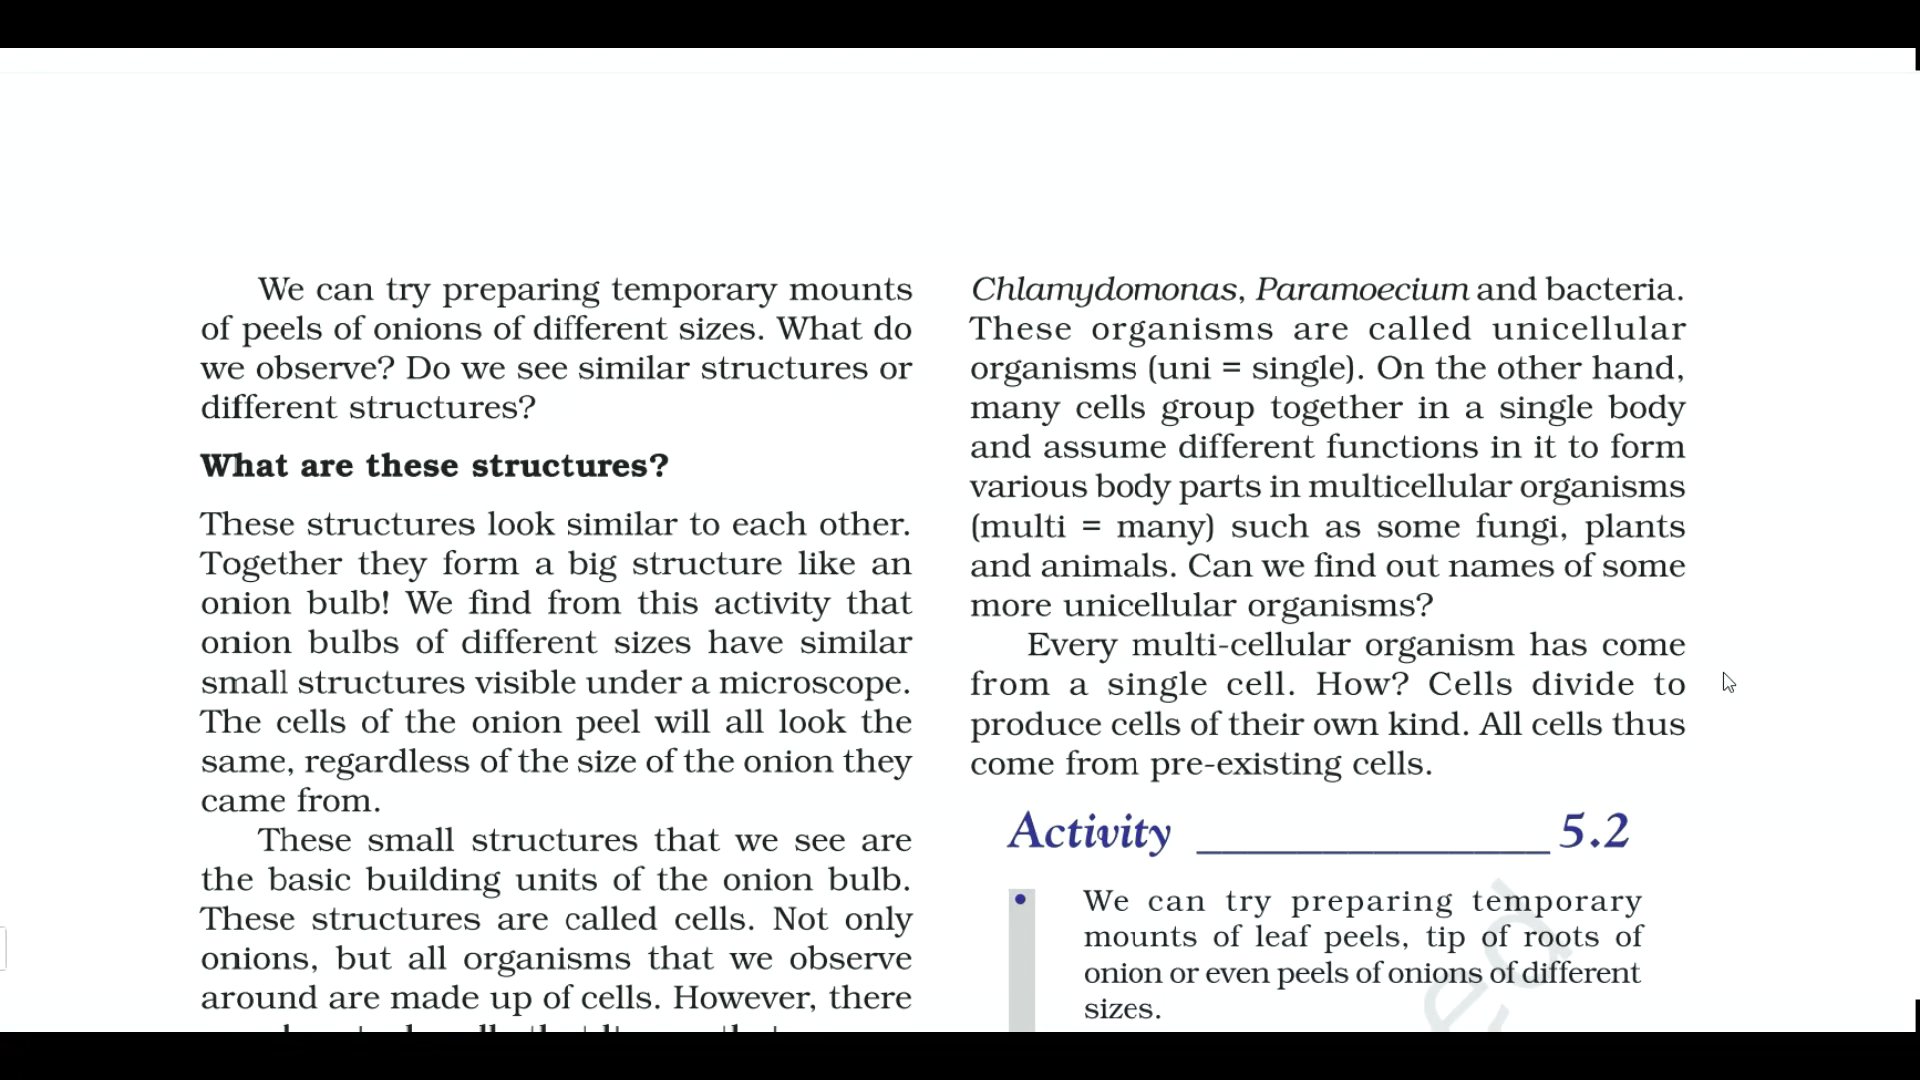 We can try preparing temporary mounts
of peels of onions of different sizes. What do
we observe? Do we see similar structures or
different structures?
What are these structures?
These structures look similar to each other.
Together they form a big structure like an
onion bulb! We find from this activity that
onion bulbs of different sizes have similar
small structures visible under a microscope.
The cells of the onion peel will all look the
same, regardless of the size of the onion they
came from.
These small structures that we see are
the basic building units of the onion bulb.
These structures are called cells. Not only
onions, but all organisms that we observe
around are made up of cells. However, there
Chlamydomonas, Paramoecium and bacteria.
These organisms are called unicellular
organisms (uni = single). On the other hand,
many cells group together in a single body
and assume different functions in it to form
various body parts in multicellular organisms
(multi = many) such as some fungi, plants
and animals. Can we find out names of some
more unicellular organisms?
Every multi-cellular organism has come
from a single cell. How? Cells divide to
produce cells of their own kind. All cells thus
come from pre-existing cells.
Activity _______________ 5.2
• We can try preparing temporary
mounts of leaf peels, tip of roots of
onion or even peels of onions of different
sizes.
ed